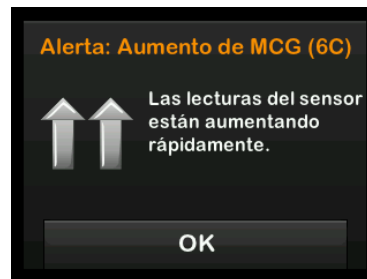 Alerta: Aumento de MCG (6C)
Las lecturas del sensor
están aumentando
rápidamente.
OK